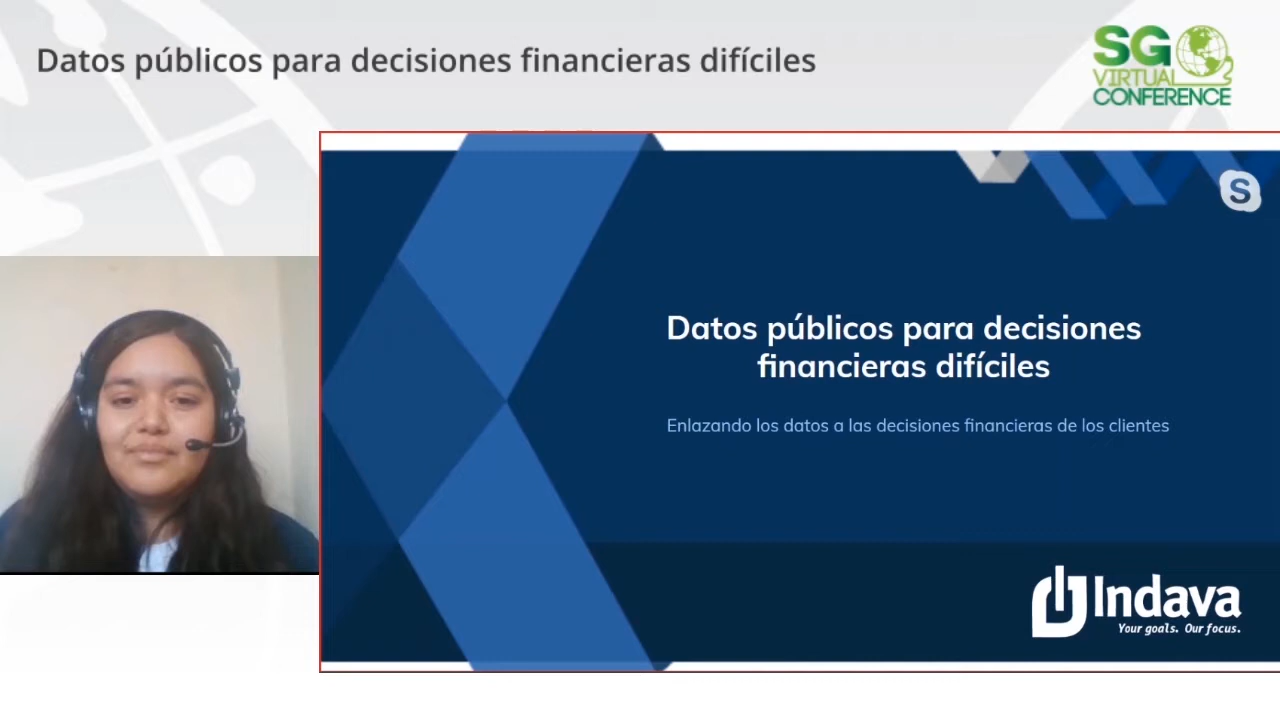 Datos públicos para decisiones financieras difíciles
SG
VIRTUAL
CONFERENCE
S
Datos públicos para decisiones
financieras difíciles
Enlazando los datos a las decisiones financieras de los clientes
Indava
Your goals. Our focus.